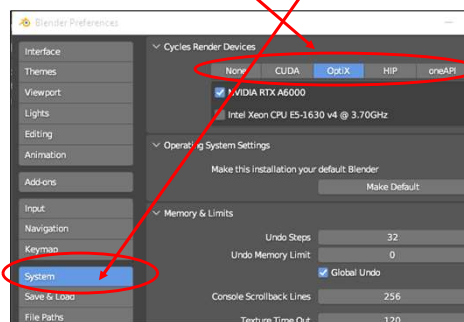 Blender Preferences
Interface
Themes
Viewport
Lights
Editing
Animation
Add-ons
Input
Navigation
Keymap
System
Save & Load
File Paths
Cycles Render Devices
None CUDA OptiX HIP oneAPI
NVIDIA RTX A6000
Intel Xeon CPU E5-1630 v4 @ 3.70GHz
Operating System Settings
Make this installation your default Blender
Make Default
Memory & Limits
Undo Steps 32
Undo Memory Limit 0
Global Undo
Console Scrollback Lines 256
Texture Time Out 120